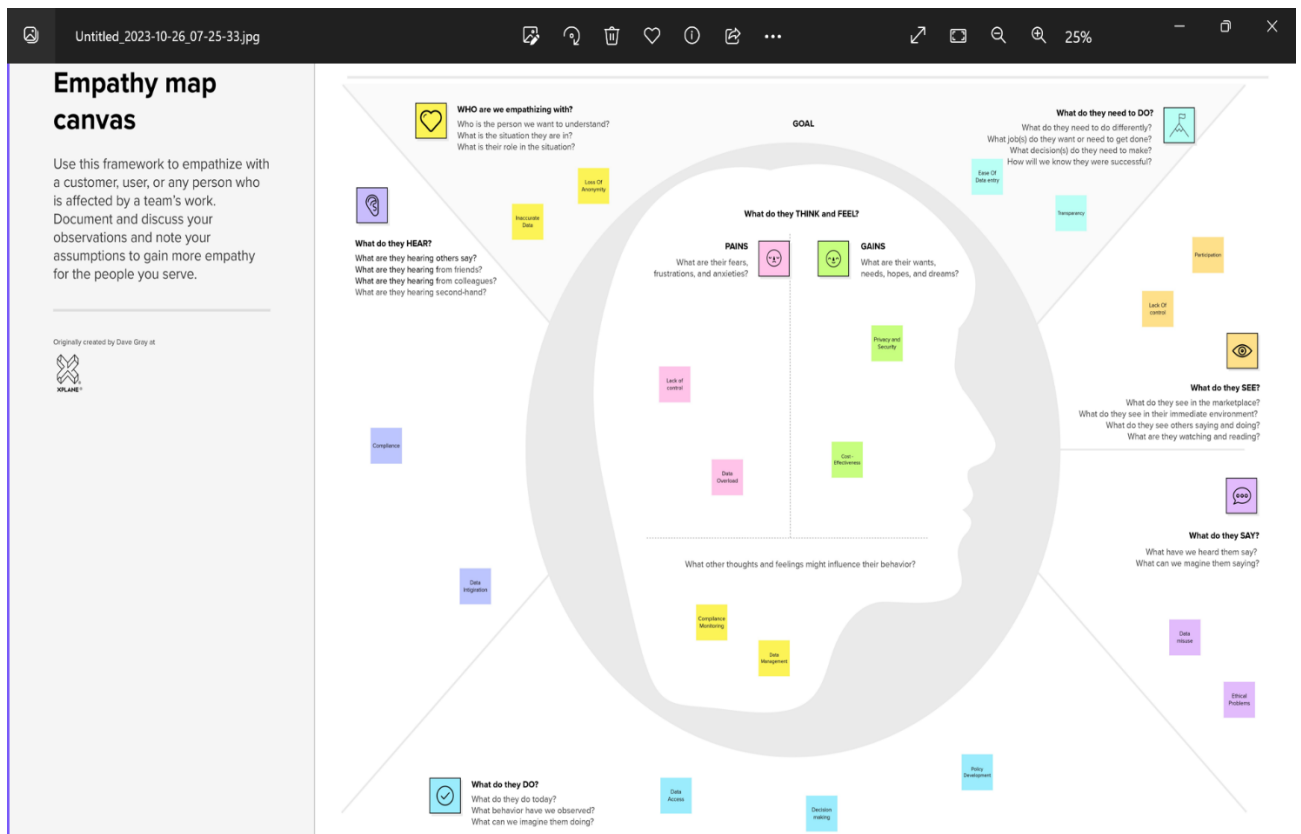 Untitled_2023-10-26_07-25-33.jpg
25%
Empathy map
canvas
Use this framework to empathize with
a customer, user, or any person who
is affected by a team's work.
Document and discuss your
observations and note your
assumptions to gain more empathy
for the people you serve.
Originally created by Dave Gray at
XPLANE
WHO are we empathizing with?
Who is the person we want to understand?
What is the situation they are in?
What is their role in the situation?
Loss Of
Anonymity
Inaccurate
Data
GOAL
What do they need to DO?
What do they need to do differently?
What job(s) do they want or need to get done?
What decision(s) do they need to make?
How will we know they were successful?
Ease Of
Data entry
Transparency
What do they HEAR?
What are they hearing others say?
What are they hearing from friends?
What are they hearing from colleagues?
What are they hearing second-hand?
Compliance
Data
Intigration
What do they THINK and FEEL?
PAINS
What are their fears,
frustrations, and anxieties?
Lack of
control
Data
Overload
GAINS
What are their wants,
needs, hopes, and dreams?
Privacy and
Security
Cost-
Effectiveness
What other thoughts and feelings might influence their behavior?
Compliance
Monitoring
Data
Management
Participation
Lack Of
control
What do they SEE?
What do they see in the marketplace?
What do they see in their immediate environment?
What do they see others saying and doing?
What are they watching and reading?
What do they SAY?
What have we heard them say?
What can we magine them saying?
Data
misuse
Ethical
Problems
What do they DO?
What do they do today?
What behavior have we observed?
What can we imagine them doing?
Data
Access
Decision
making
Policy
Development